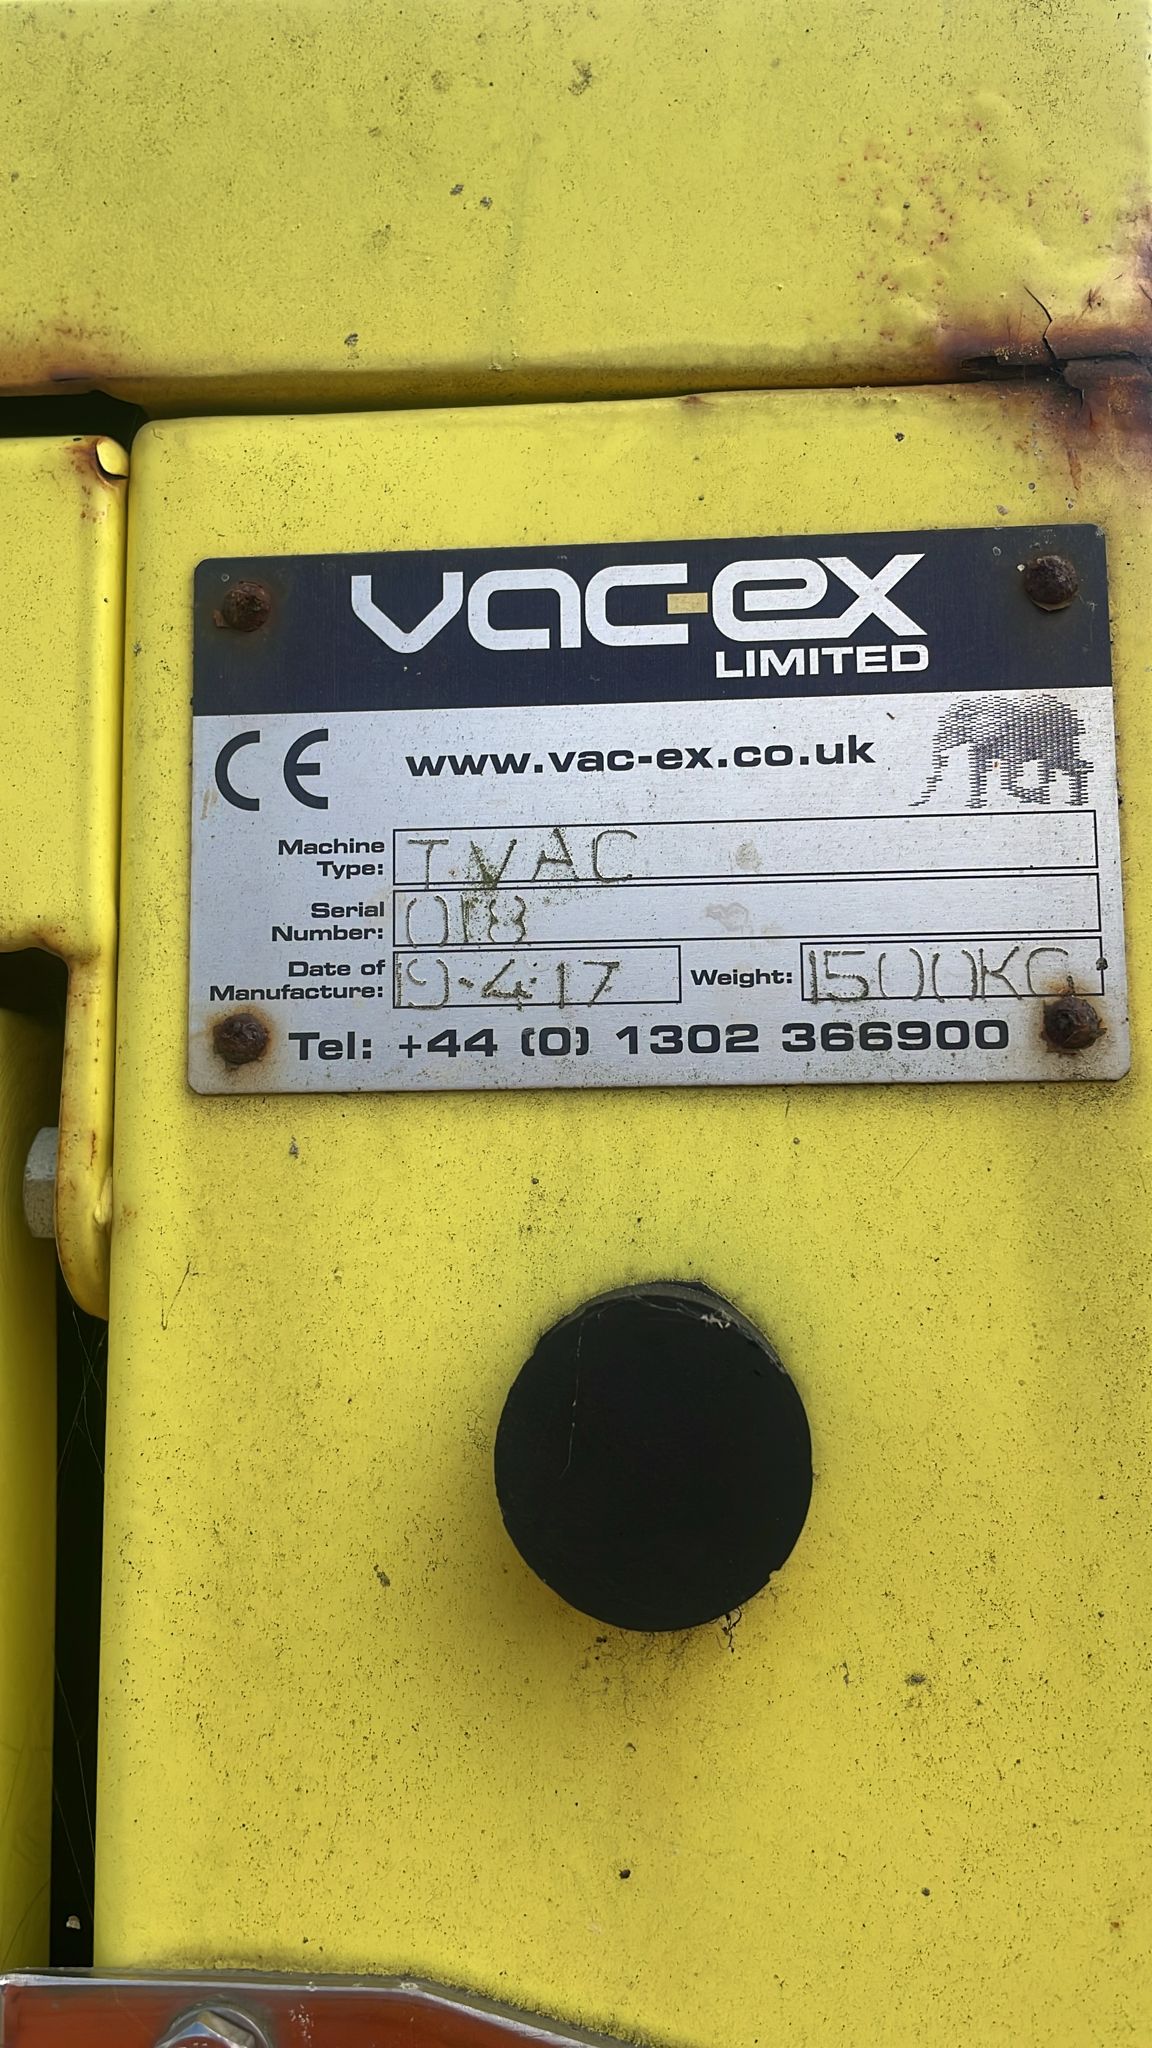 vac-ex
LIMITED
CE www.vac-ex.co.uk
Machine Type: TVAC
Serial Number: 018
Date of Manufacture: 19-4-17 Weight: 1500KG
Tel: +44 (0) 1302 366900